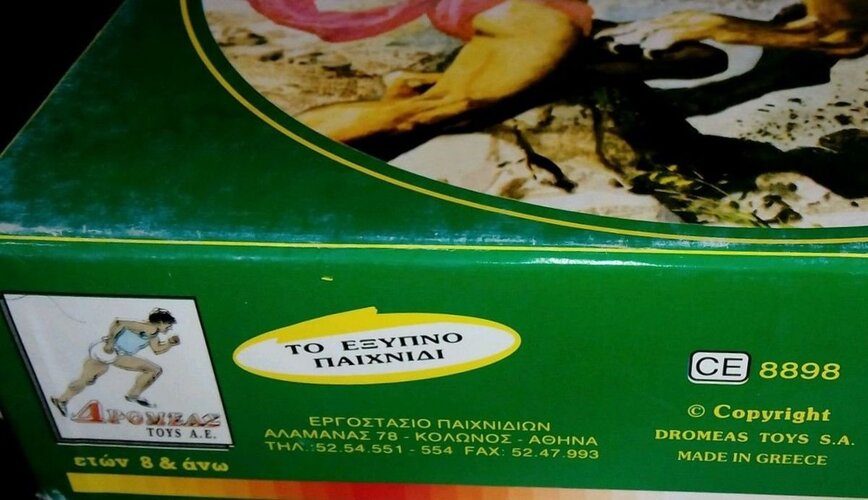 ΔΡΟΜΕΑΣ
TOYS A.E.
ετών 8 & άνω
ΤΟ ΕΞΥΠΝΟ
ΠΑΙΧΝΙΔΙ
ΕΡΓΟΣΤΑΣΙΟ ΠΑΙΧΝΙΔΙΩΝ
ΑΛΑΜΑΝΑΣ 78 - ΚΟΛΩΝΟΣ - ΑΘΗΝΑ
ΤΗΛ.:52.54.551 - 554 FAX: 52.47.993
CE 8898
© Copyright
DROMEAS TOYS S.A.
MADE IN GREECE